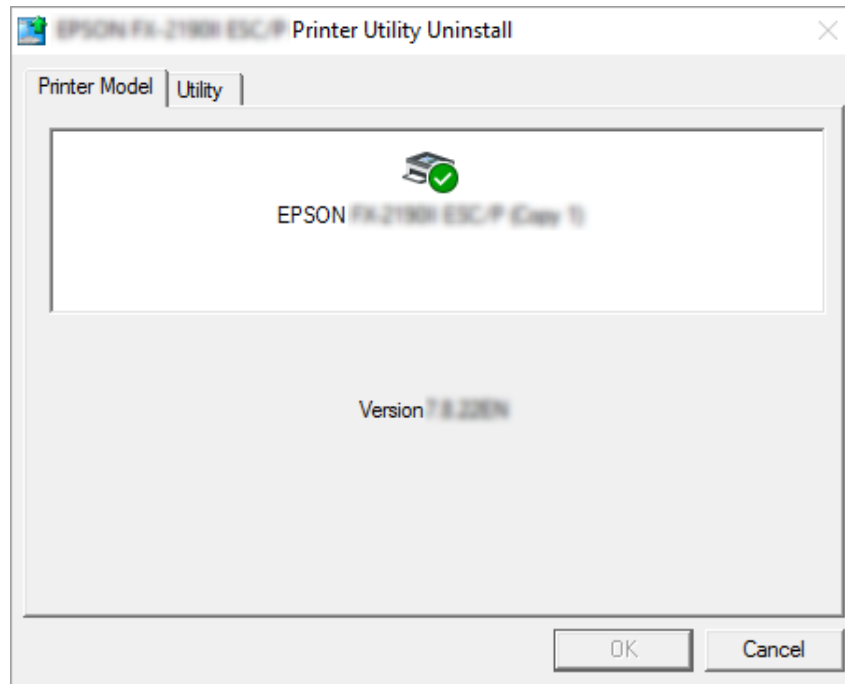 Printer Utility Uninstall
Printer Model
Utility
EPSON
Version
OK
Cancel